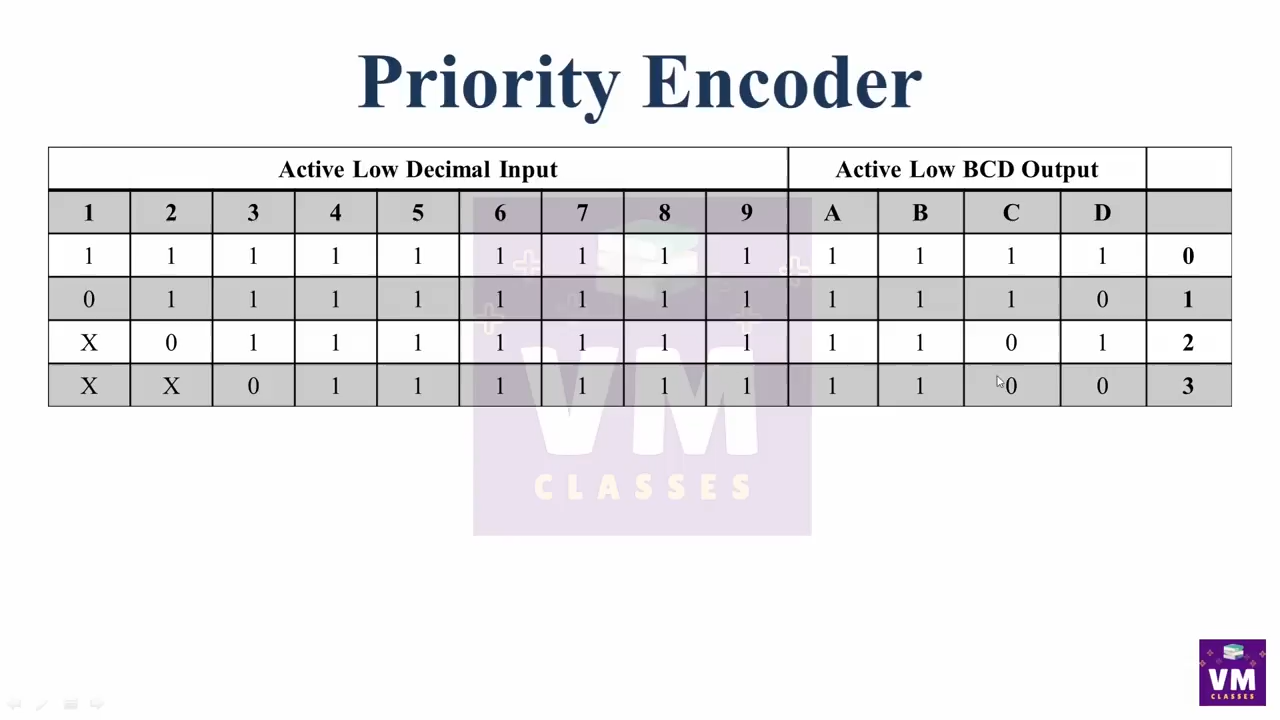 Priority Encoder
Active Low Decimal Input Active Low BCD Output
1 2 3 4 5 6 7 8 9 A B C D
1 1 1 1 1 1 1 1 1 1 1 1 1 0
0 1 1 1 1 1 1 1 1 1 1 1 0 1
X 0 1 1 1 1 1 1 1 1 1 0 1 2
X X 0 1 1 1 1 1 1 1 1 0 0 3
VM
CLASSES
VM
CLASSES